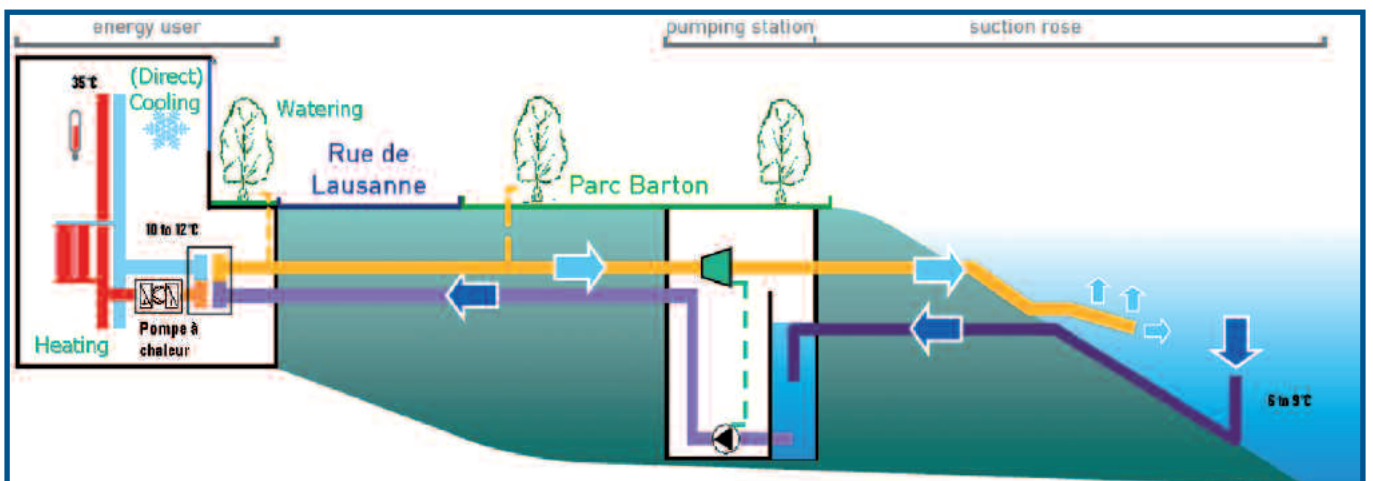 energy user
pumping station
suction rose
35°C
(Direct)
Cooling
Watering
Rue de
Lausanne
Parc Barton
10 to 12°C
Pompe à
chaleur
Heating
6 to 9°C